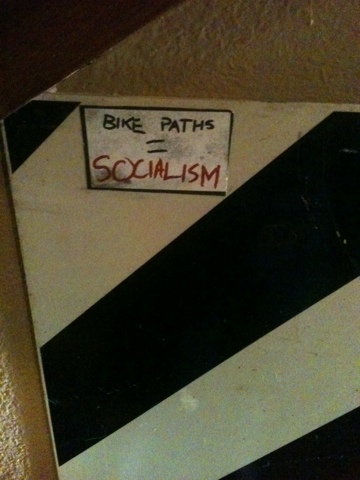 BIKE PATHS
=
SOCIALISM